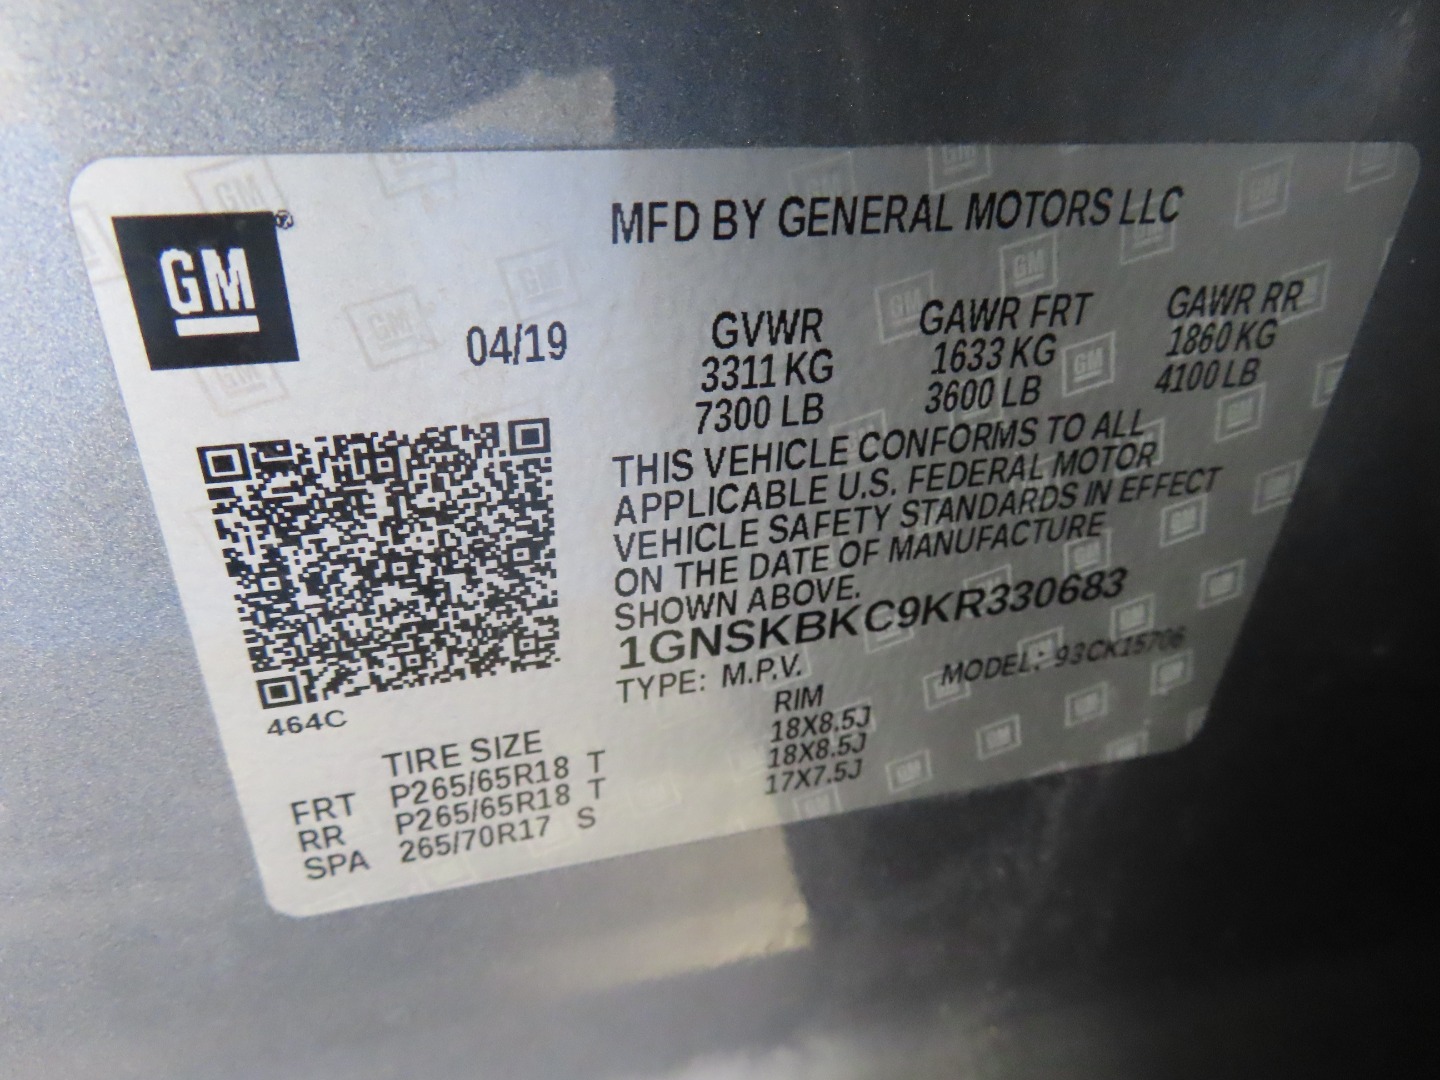 GM®
MFD BY GENERAL MOTORS LLC
04/19
GVWR GAWR FRT GAWR RR
3311 KG 1633 KG 1860 KG
7300 LB 3600 LB 4100 LB
THIS VEHICLE CONFORMS TO ALL
APPLICABLE U.S. FEDERAL MOTOR
VEHICLE SAFETY STANDARDS IN EFFECT
ON THE DATE OF MANUFACTURE
SHOWN ABOVE.
1GNSKBKC9KR330683
TYPE: M.P.V. MODEL: 93CK15706
464C
TIRE SIZE RIM
FRT P265/65R18 T 18X8.5J
RR P265/65R18 T 18X8.5J
SPA 265/70R17 S 17X7.5J